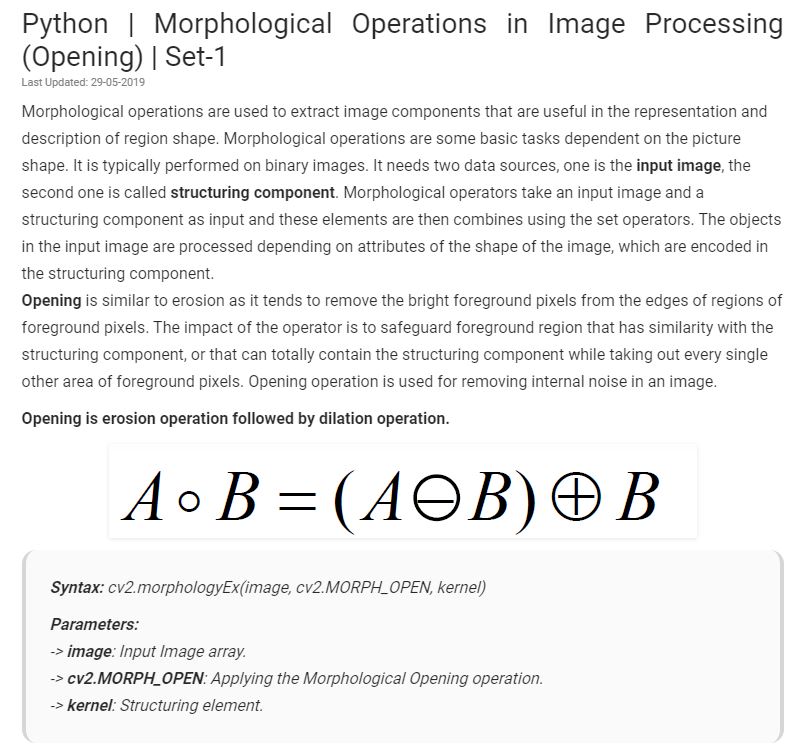 Python | Morphological Operations in Image Processing
(Opening) | Set-1
Last Updated: 29-05-2019
Morphological operations are used to extract image components that are useful in the representation and
description of region shape. Morphological operations are some basic tasks dependent on the picture
shape. It is typically performed on binary images. It needs two data sources, one is the input image, the
second one is called structuring component. Morphological operators take an input image and a
structuring component as input and these elements are then combines using the set operators. The objects
in the input image are processed depending on attributes of the shape of the image, which are encoded in
the structuring component.
Opening is similar to erosion as it tends to remove the bright foreground pixels from the edges of regions of
foreground pixels. The impact of the operator is to safeguard foreground region that has similarity with the
structuring component, or that can totally contain the structuring component while taking out every single
other area of foreground pixels. Opening operation is used for removing internal noise in an image.
Opening is erosion operation followed by dilation operation.
A ∘ B = (A ⊖ B) ⊕ B
Syntax: cv2.morphologyEx(image, cv2.MORPH_OPEN, kernel)
Parameters:
-> image: Input Image array.
-> cv2.MORPH_OPEN: Applying the Morphological Opening operation.
-> kernel: Structuring element.